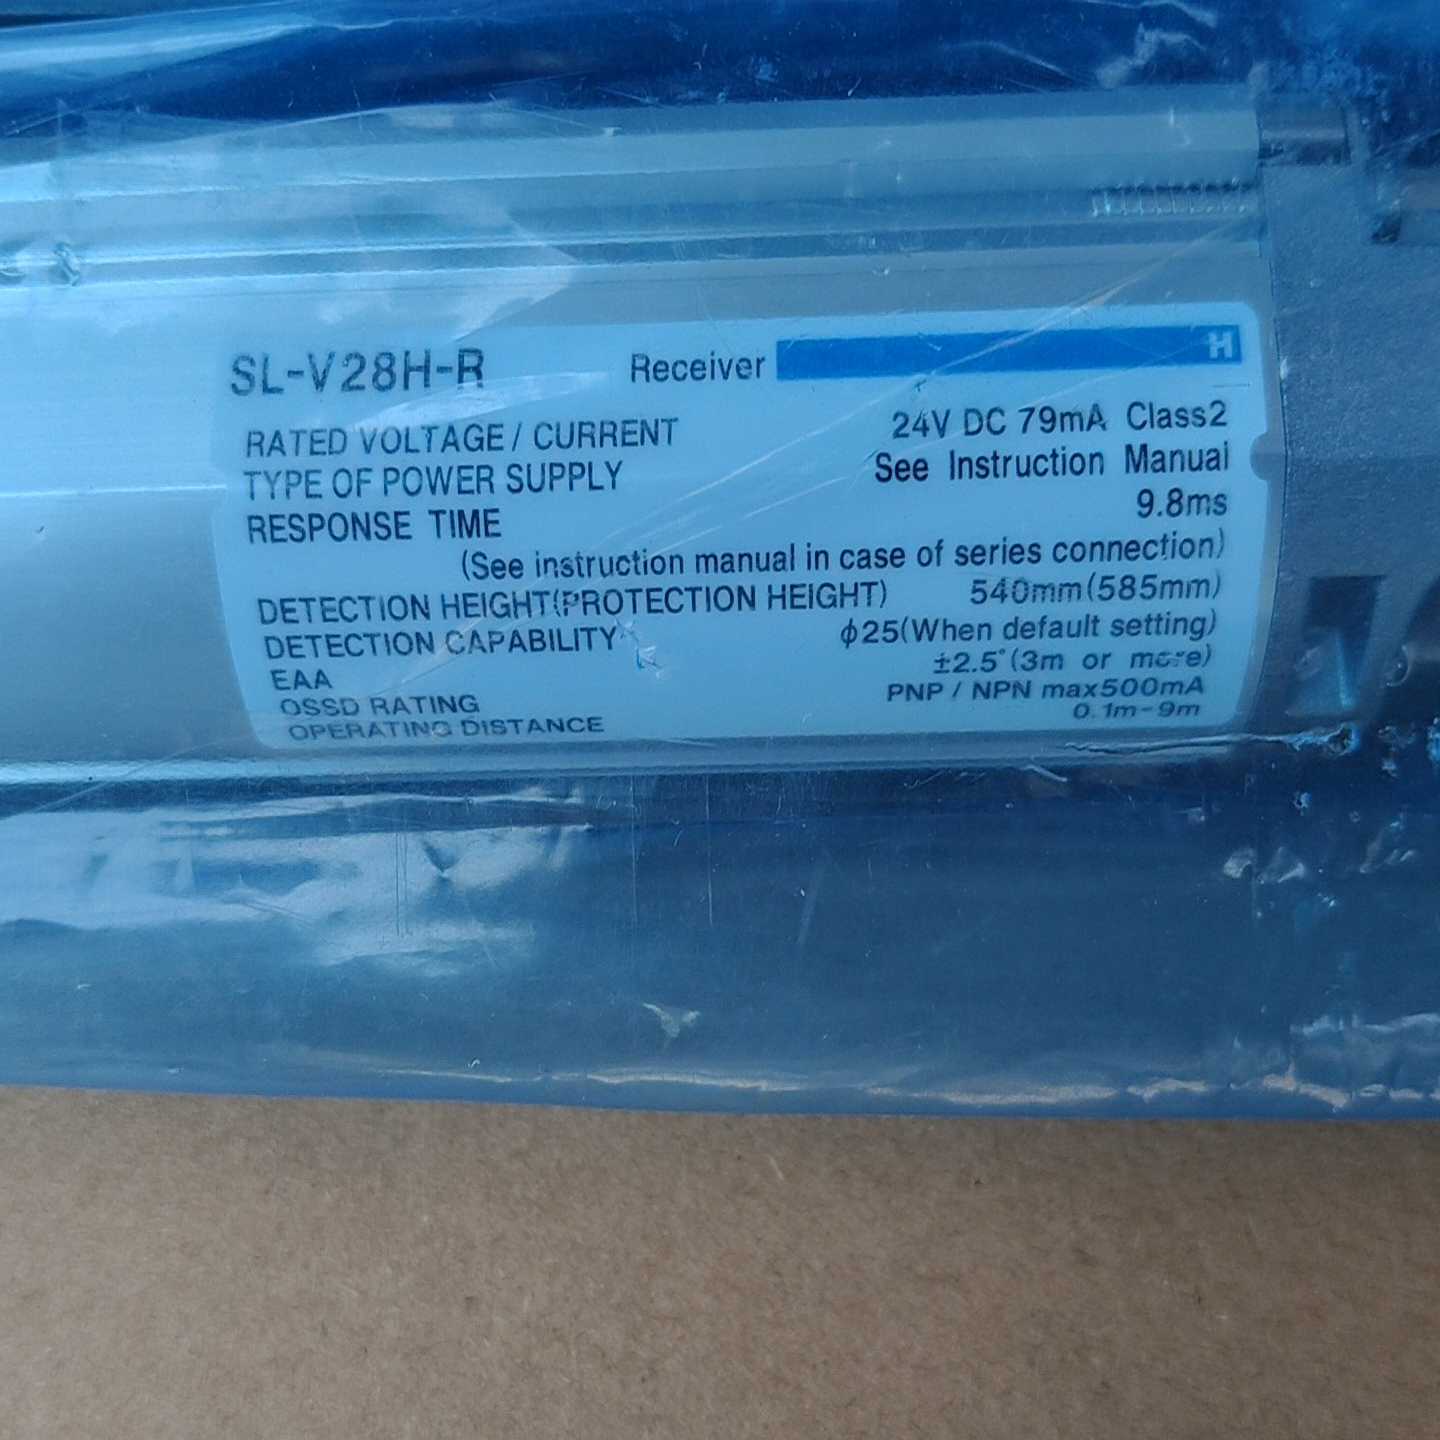 SL-V28H-R Receiver H
RATED VOLTAGE / CURRENT 24V DC 79mA Class2
TYPE OF POWER SUPPLY See Instruction Manual
RESPONSE TIME 9.8ms
(See instruction manual in case of series connection)
DETECTION HEIGHT(PROTECTION HEIGHT) 540mm(585mm)
DETECTION CAPABILITY ϕ25(When default setting)
EAA ±2.5°(3m or more)
OSSD RATING PNP / NPN max500mA
OPERATING DISTANCE 0.1m-9m